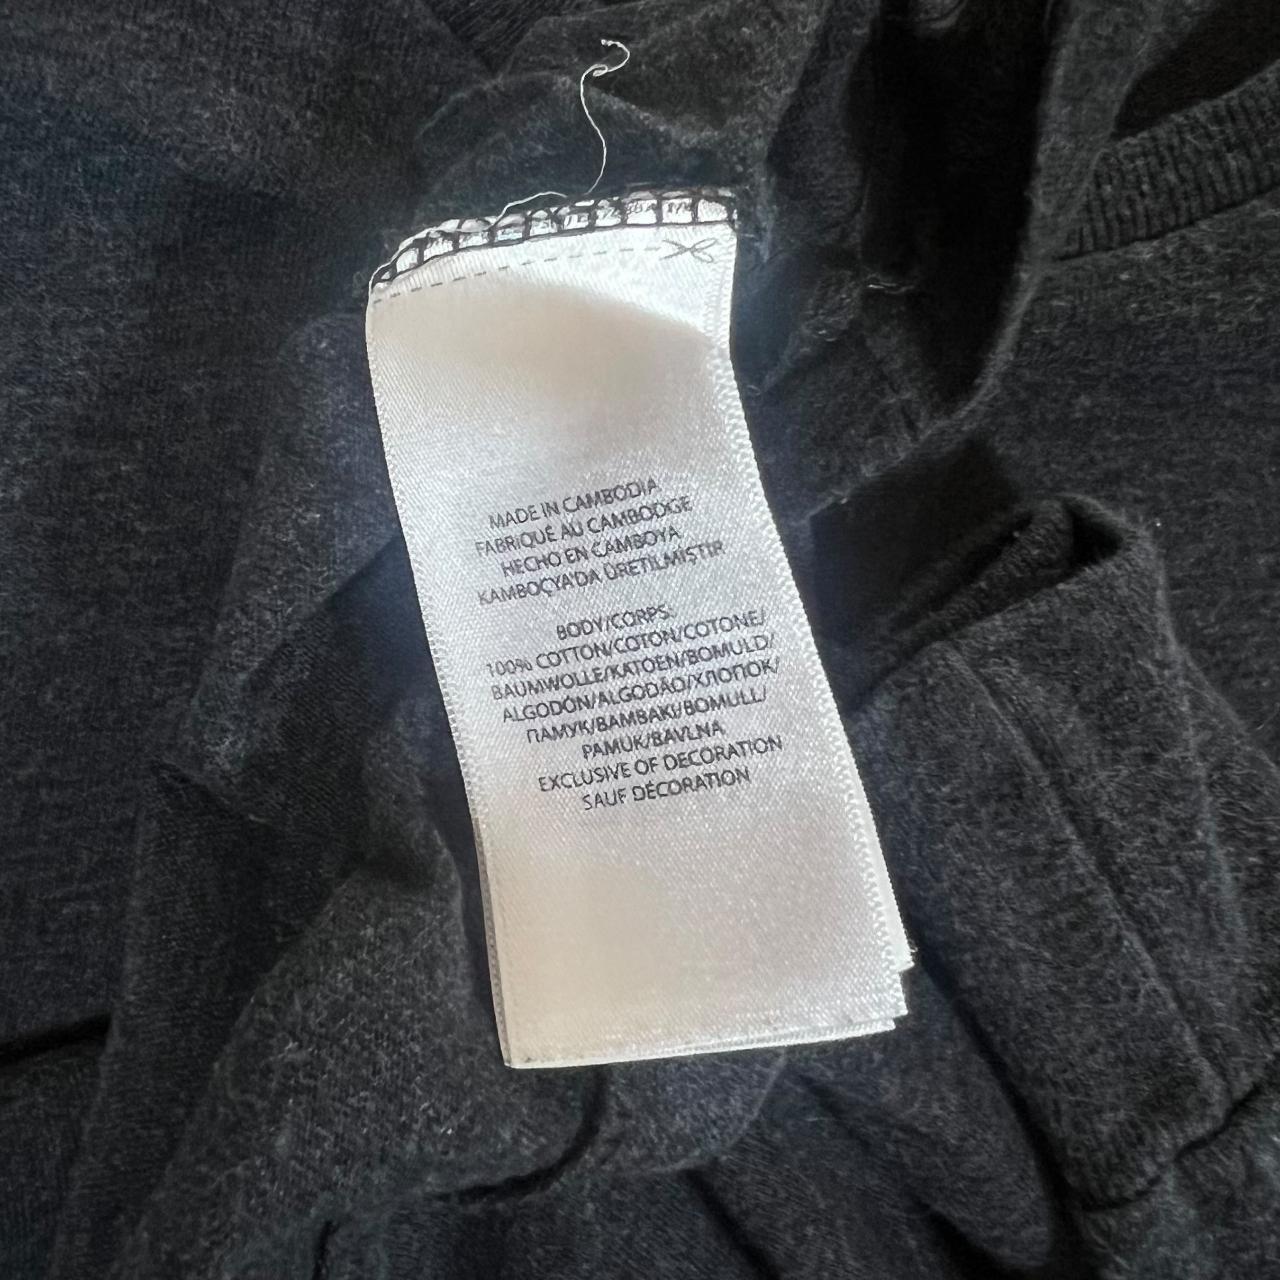 MADE IN CAMBODIA
FABRIQUÉ AU CAMBODGE
HECHO EN CAMBOYA
KAMBOÇYA'DA ÜRETILMIŞTIR
BODY/CORPS:
100% COTTON/COTON/COTONE/
BAUMWOLLE/KATOEN/BOMULD/
ALGODON/ALGODÃO/ХЛОПОК/
ПАМУК/BAMBAKI/BOMULL/
PAMUK/BAVLNA
EXCLUSIVE OF DECORATION
SAUF DÉCORATION